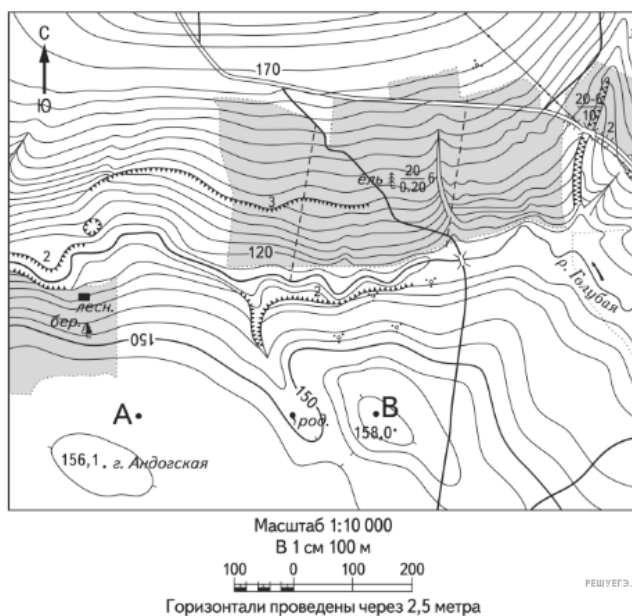 С
Ю
170
20-6
10
2
ель 20 6
0.20
3
2
120
р. Голубая
лесн.
бер.
2
150
150
А
В
род.
158,0
156,1 г. Андогская
Масштаб 1:10 000
В 1 см 100 м
100 0 100 200
Горизонтали проведены через 2,5 метра
РЕШУЕГЭ.